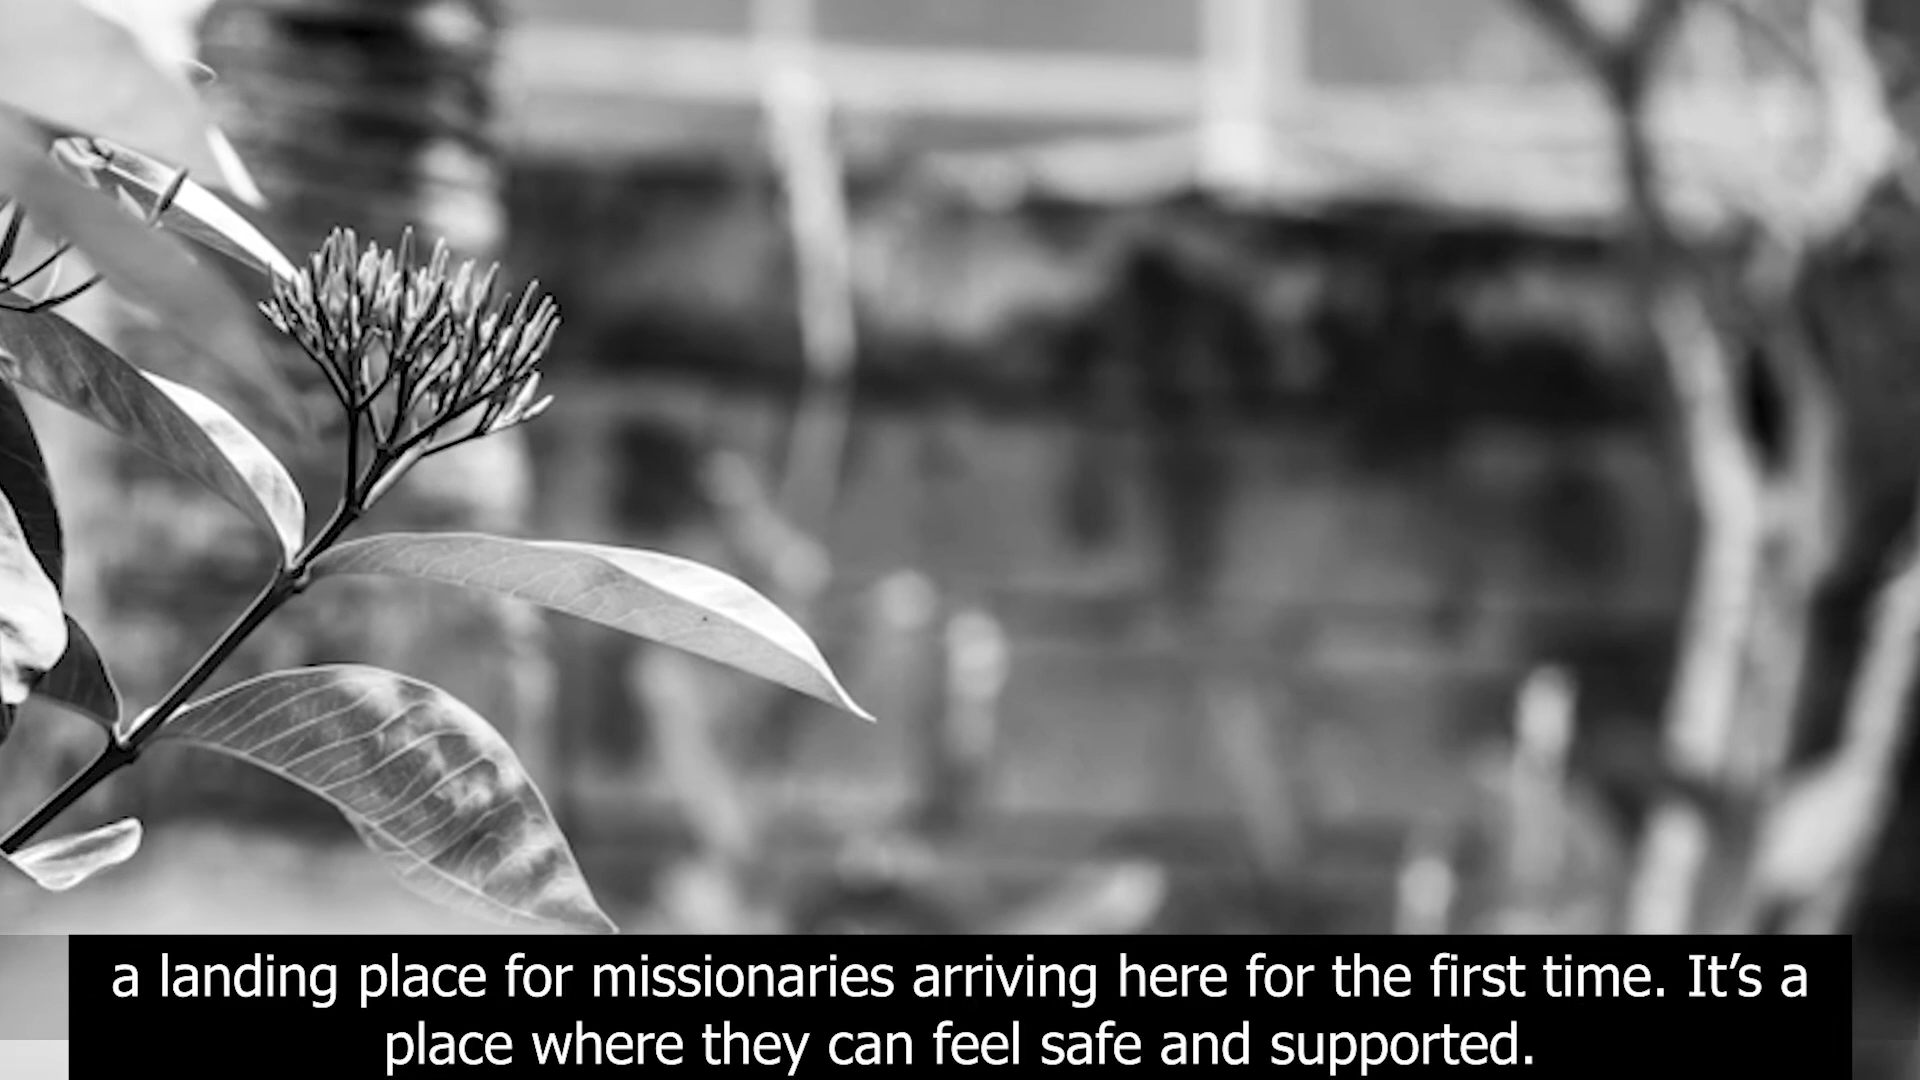 a landing place for missionaries arriving here for the first time. It’s a
place where they can feel safe and supported.